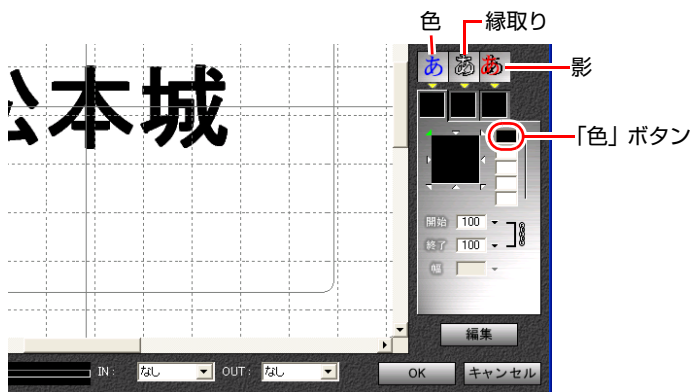 色 縁取り
あ あ あ
影
松本城
「色」ボタン
開始 100
終了 100
幅
編集
IN: なし OUT: なし OK キャンセル